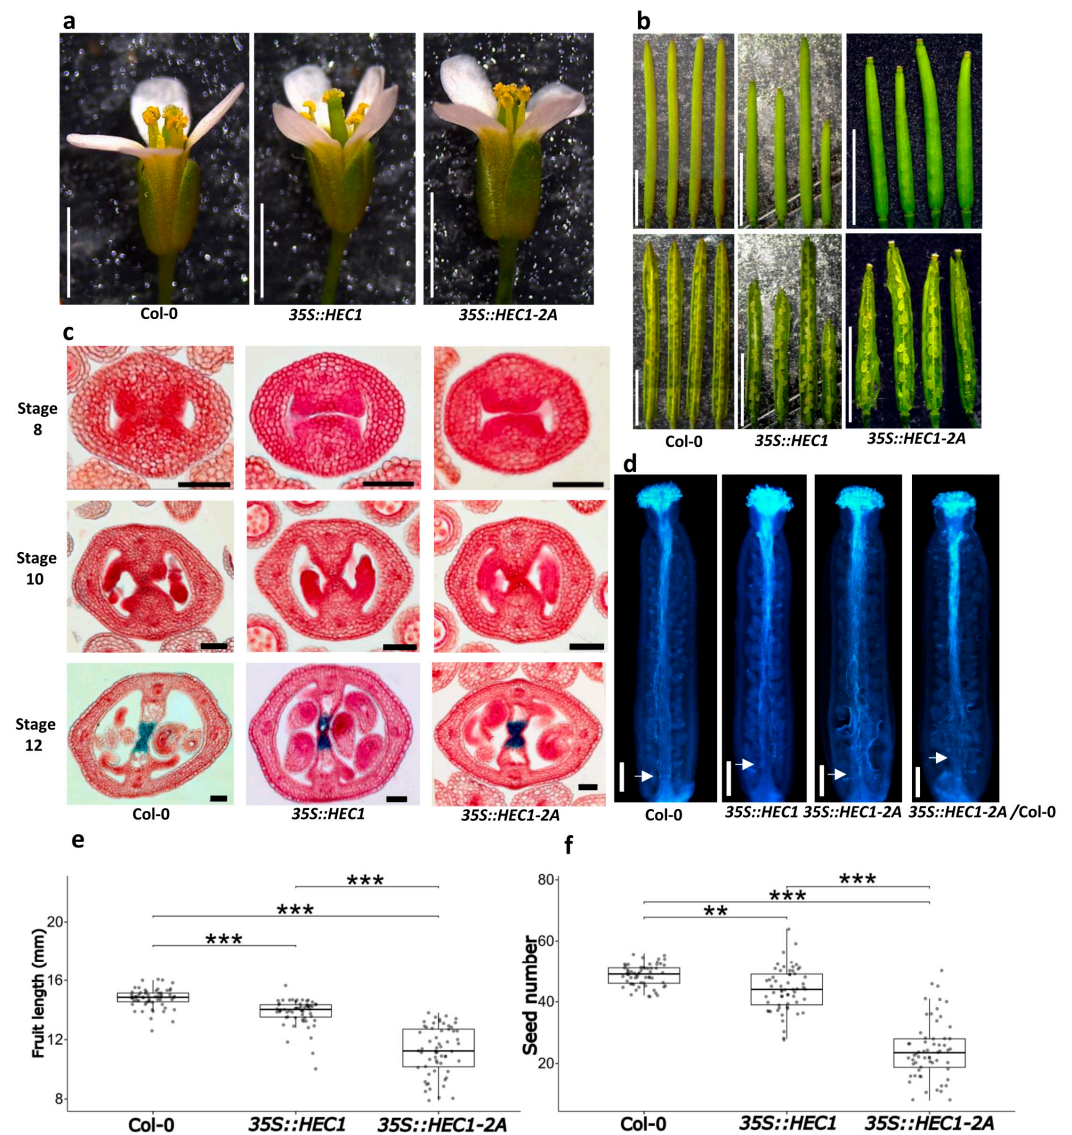 a
Col-0
35S::HEC1
35S::HEC1-2A
b
Col-0
35S::HEC1
35S::HEC1-2A
c
Stage
8
Stage
10
Stage
12
Col-0
35S::HEC1
35S::HEC1-2A
d
Col-0
35S::HEC1
35S::HEC1-2A
35S::HEC1-2A /Col-0
e
Fruit length (mm)
20
16
12
8
***
***
***
Col-0
35S::HEC1
35S::HEC1-2A
f
Seed number
80
60
40
20
***
***
**
Col-0
35S::HEC1
35S::HEC1-2A